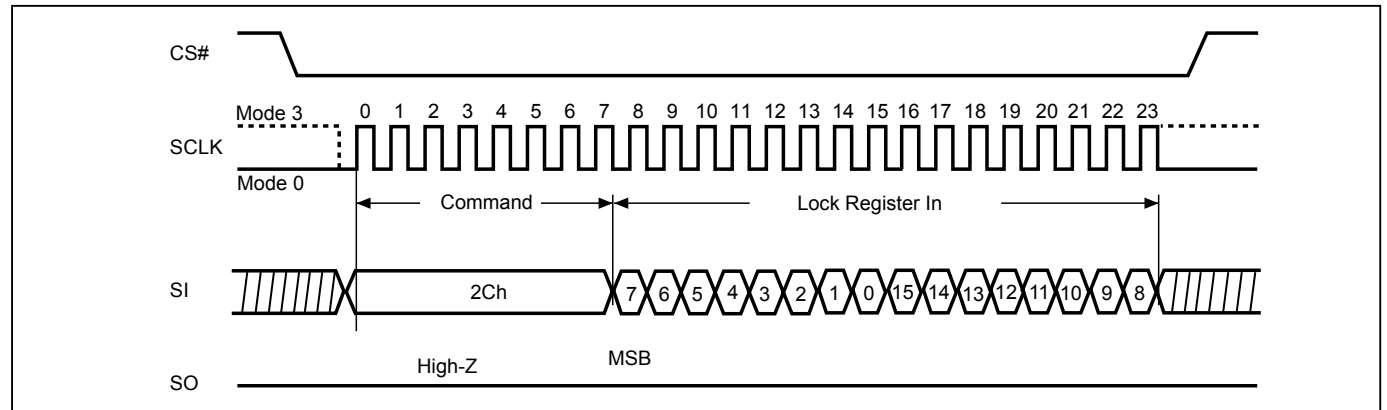 CS#
Mode 3
0 1 2 3 4 5 6 7 8 9 10 11 12 13 14 15 16 17 18 19 20 21 22 23
SCLK
Mode 0
Command
Lock Register In
SI
2Ch
7 6 5 4 3 2 1 0 15 14 13 12 11 10 9 8
High-Z
MSB
SO